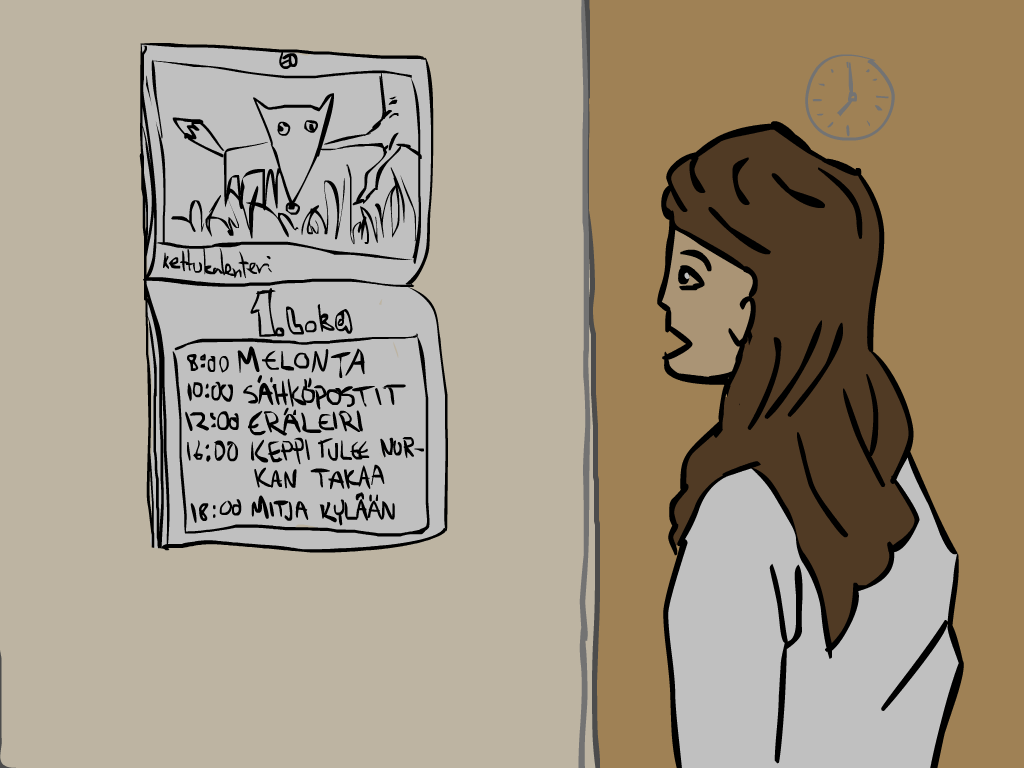 kettukalenteri
1. Loka
8:00 MELONTA
10:00 SÄHKÖPOSTIT
12:00 ERÄLEIRI
16:00 KEPPI TULEE NUR-
KAN TAKAA
18:00 MITJA KYLÄÄN